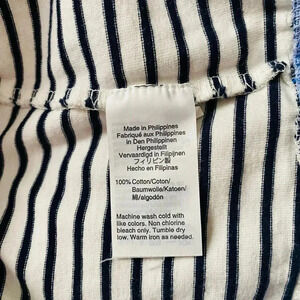 Made in Philippines
Fabriqué aux Philippines
In Den Philippinen
Hergestellt
Vervaardigd in Filipijnen
フィリピン製
Hecho en Filipinas
100% Cotton/Coton/
Baumwolle/Katoen/
綿/algodón
Machine wash cold with
like colors. Non chlorine
bleach only. Tumble dry
low. Warm iron as needed.